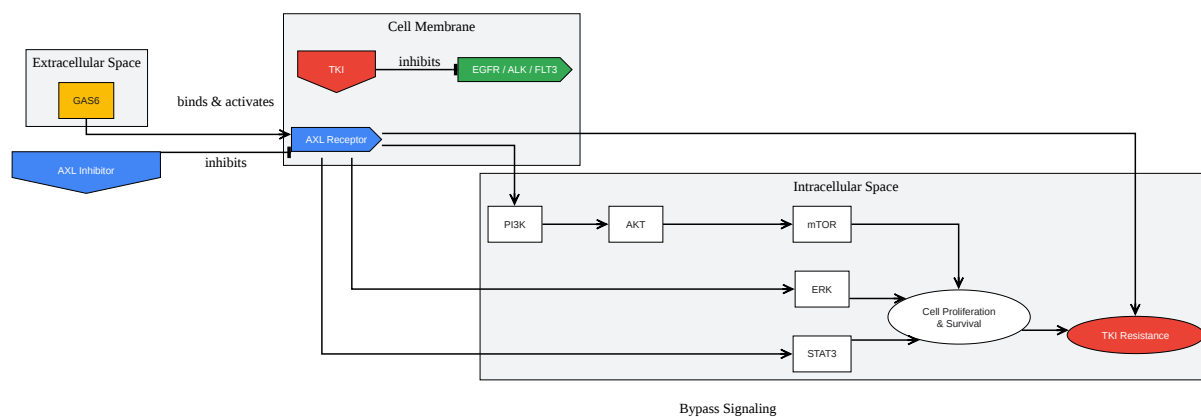 Cell Membrane
Extracellular Space
TKI
inhibits
EGFR / ALK / FLT3
GAS6
binds & activates
AXL Receptor
AXL Inhibitor
inhibits
Intracellular Space
PI3K
AKT
mTOR
ERK
Cell Proliferation
& Survival
TKI Resistance
STAT3
Bypass Signaling